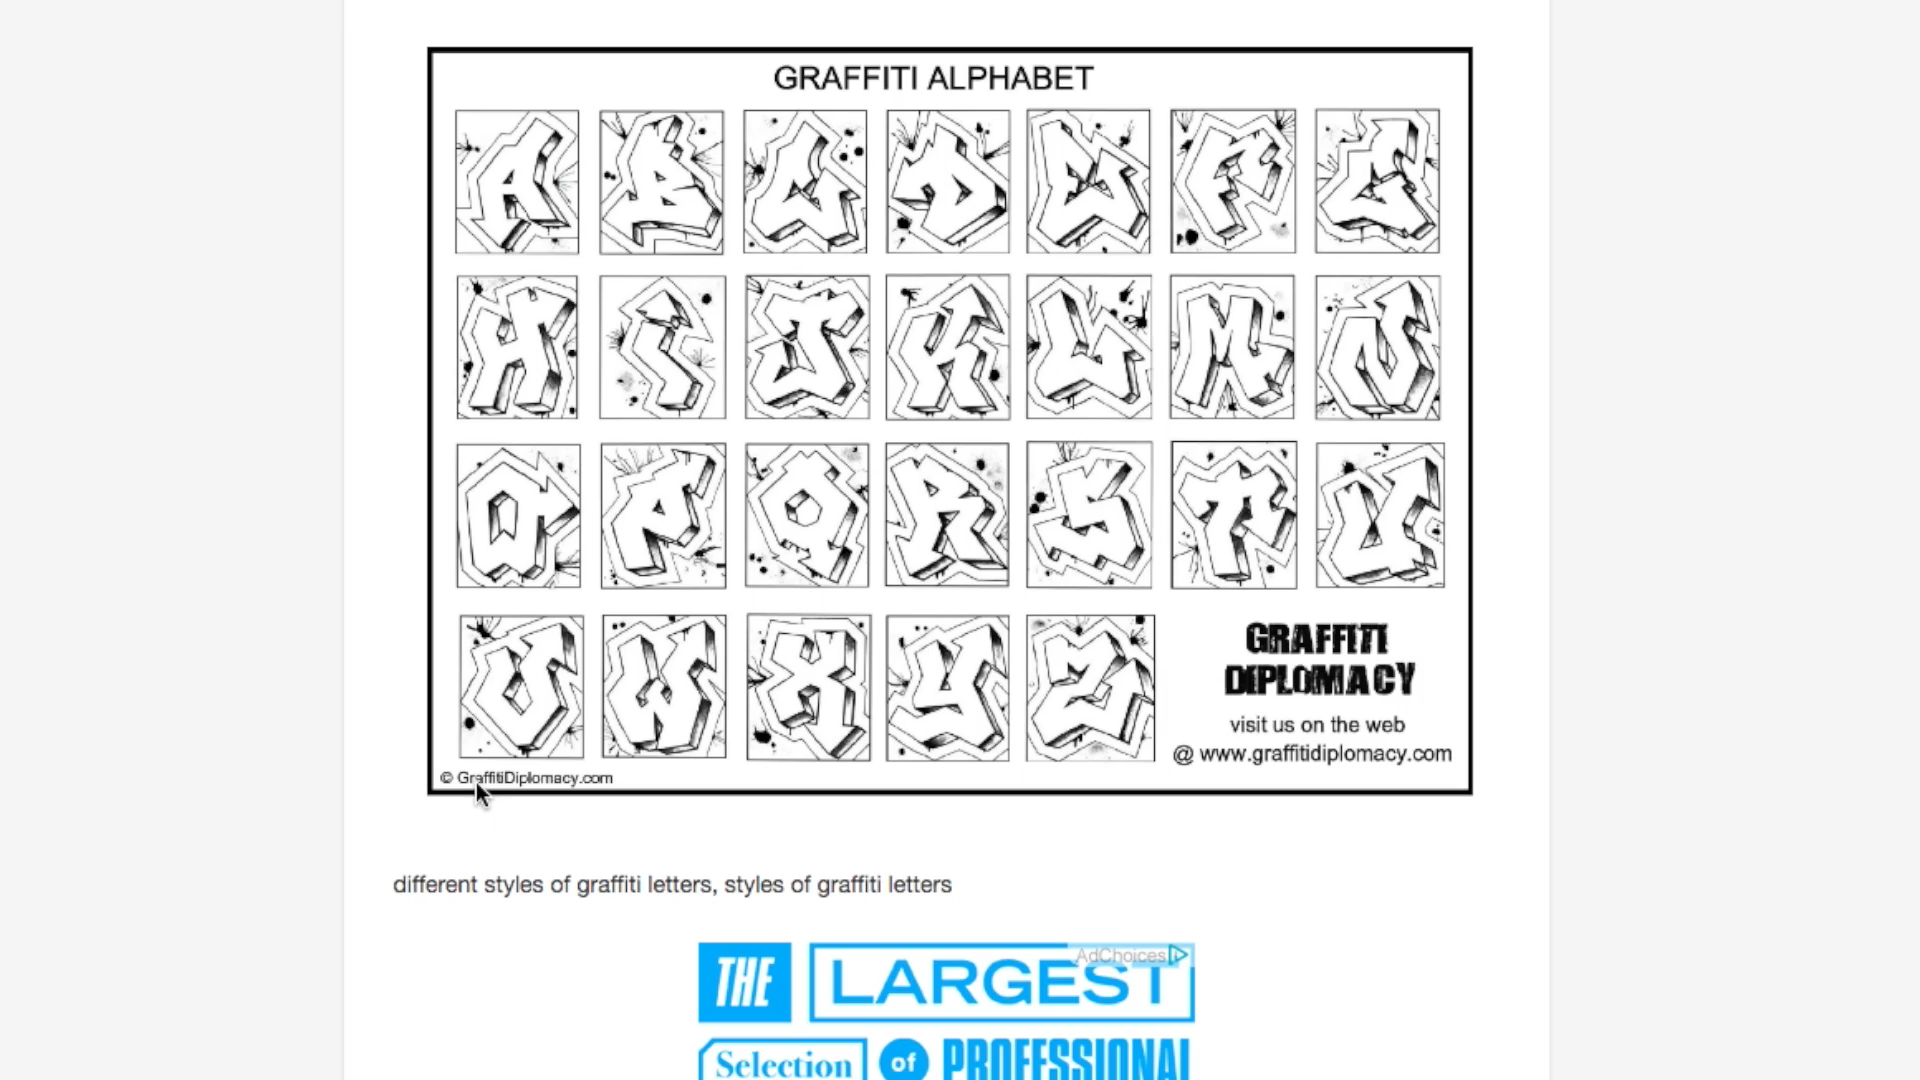 GRAFFITI ALPHABET
A B C D E F G
H I J K L M N
O P Q R S T U
V W X Y Z
GRAFFITI
DIPLOMACY
visit us on the web
@ www.graffitidiplomacy.com
© GraffitiDiplomacy.com
different styles of graffiti letters, styles of graffiti letters
AdChoices
THE LARGEST
Selection of PROFESSIONAL